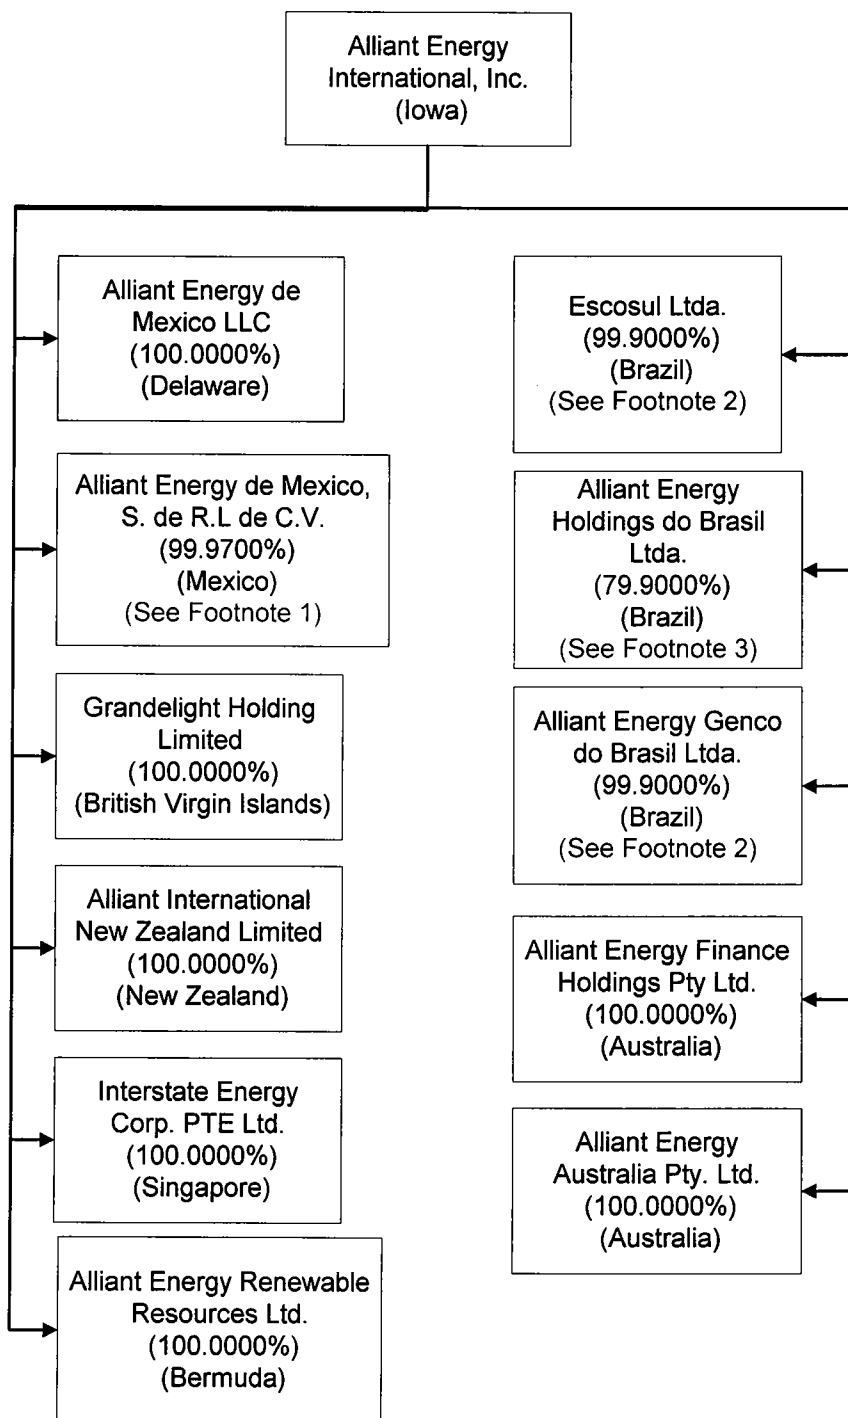 Alliant Energy
International, Inc.
(Iowa)
Alliant Energy de
Mexico LLC
(100.0000%)
(Delaware)
Alliant Energy de Mexico,
S. de R.L de C.V.
(99.9700%)
(Mexico)
(See Footnote 1)
Grandelight Holding
Limited
(100.0000%)
(British Virgin Islands)
Alliant International
New Zealand Limited
(100.0000%)
(New Zealand)
Interstate Energy
Corp. PTE Ltd.
(100.0000%)
(Singapore)
Alliant Energy Renewable
Resources Ltd.
(100.0000%)
(Bermuda)
Escosul Ltda.
(99.9000%)
(Brazil)
(See Footnote 2)
Alliant Energy
Holdings do Brasil
Ltda.
(79.9000%)
(Brazil)
(See Footnote 3)
Alliant Energy Genco
do Brasil Ltda.
(99.9000%)
(Brazil)
(See Footnote 2)
Alliant Energy Finance
Holdings Pty Ltd.
(100.0000%)
(Australia)
Alliant Energy
Australia Pty. Ltd.
(100.0000%)
(Australia)